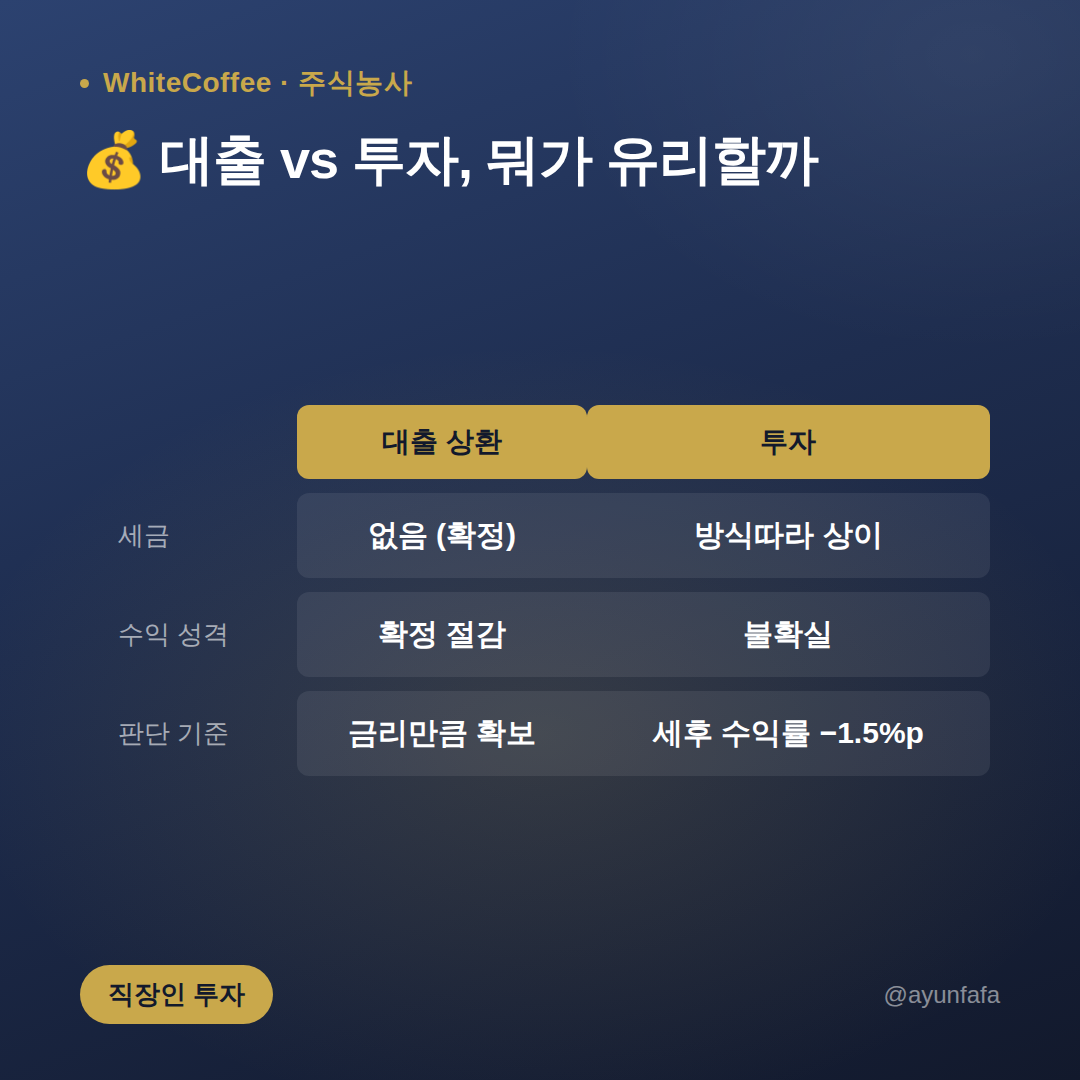 WhiteCoffee · 주식농사
💰 대출 vs 투자, 뭐가 유리할까
대출 상환 투자
세금 없음 (확정) 방식따라 상이
수익 성격 확정 절감 불확실
판단 기준 금리만큼 확보 세후 수익률 −1.5%p
직장인 투자 @ayunfafa